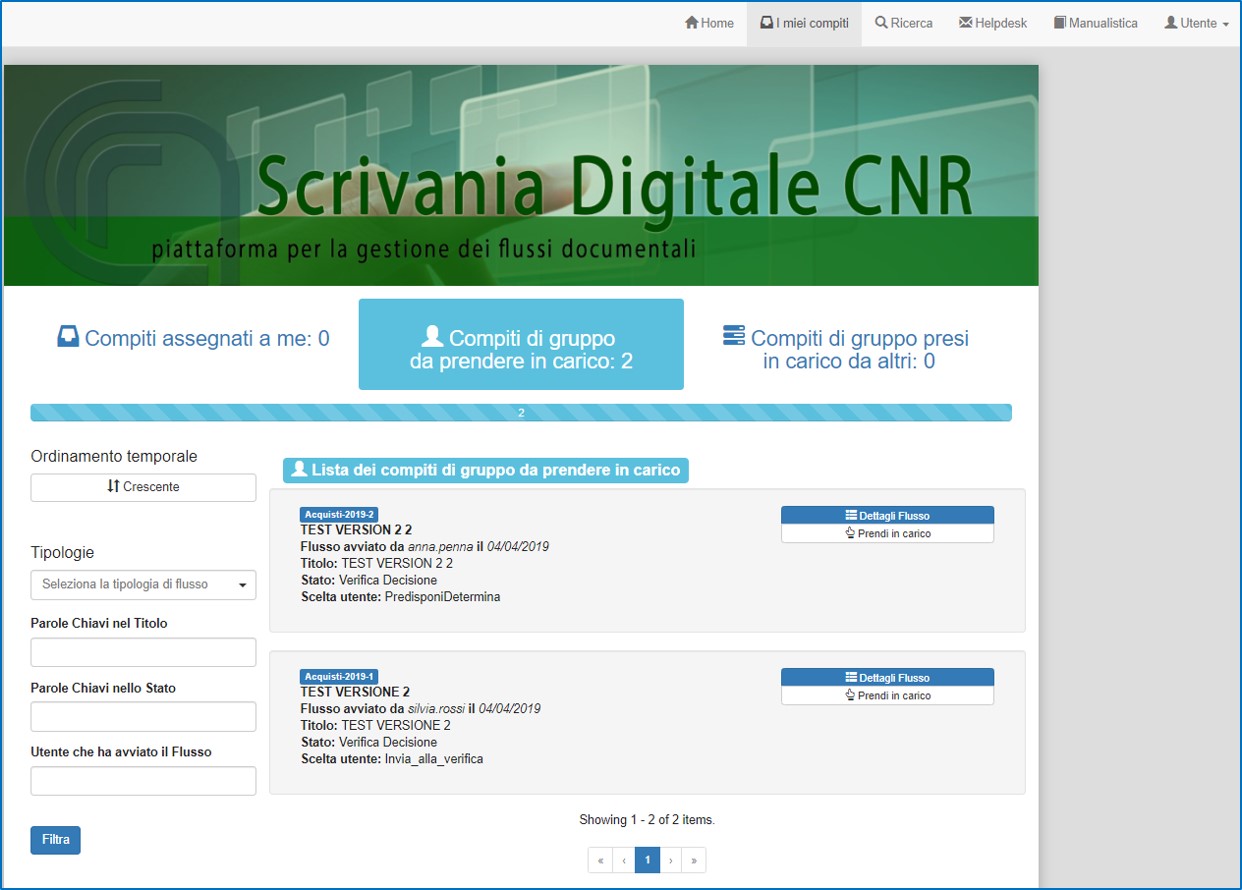 Home I miei compiti Ricerca Helpdesk Manualistica Utente
Scrivania Digitale CNR
piattaforma per la gestione dei flussi documentali
Compiti assegnati a me: 0
Compiti di gruppo
da prendere in carico: 2
Compiti di gruppo presi
in carico da altri: 0
2
Ordinamento temporale
Crescente
Tipologie
Seleziona la tipologia di flusso
Parole Chiavi nel Titolo
Parole Chiavi nello Stato
Utente che ha avviato il Flusso
Filtra
Lista dei compiti di gruppo da prendere in carico
Acquisti-2019-2
TEST VERSION 2 2
Flusso avviato da anna.penna il 04/04/2019
Titolo: TEST VERSION 2 2
Stato: Verifica Decisione
Scelta utente: PredisponiDetermina
Dettagli Flusso
Prendi in carico
Acquisti-2019-1
TEST VERSIONE 2
Flusso avviato da silvia.rossi il 04/04/2019
Titolo: TEST VERSIONE 2
Stato: Verifica Decisione
Scelta utente: Invia_alla_verifica
Dettagli Flusso
Prendi in carico
Showing 1 - 2 of 2 items.
« ‹ 1 › »